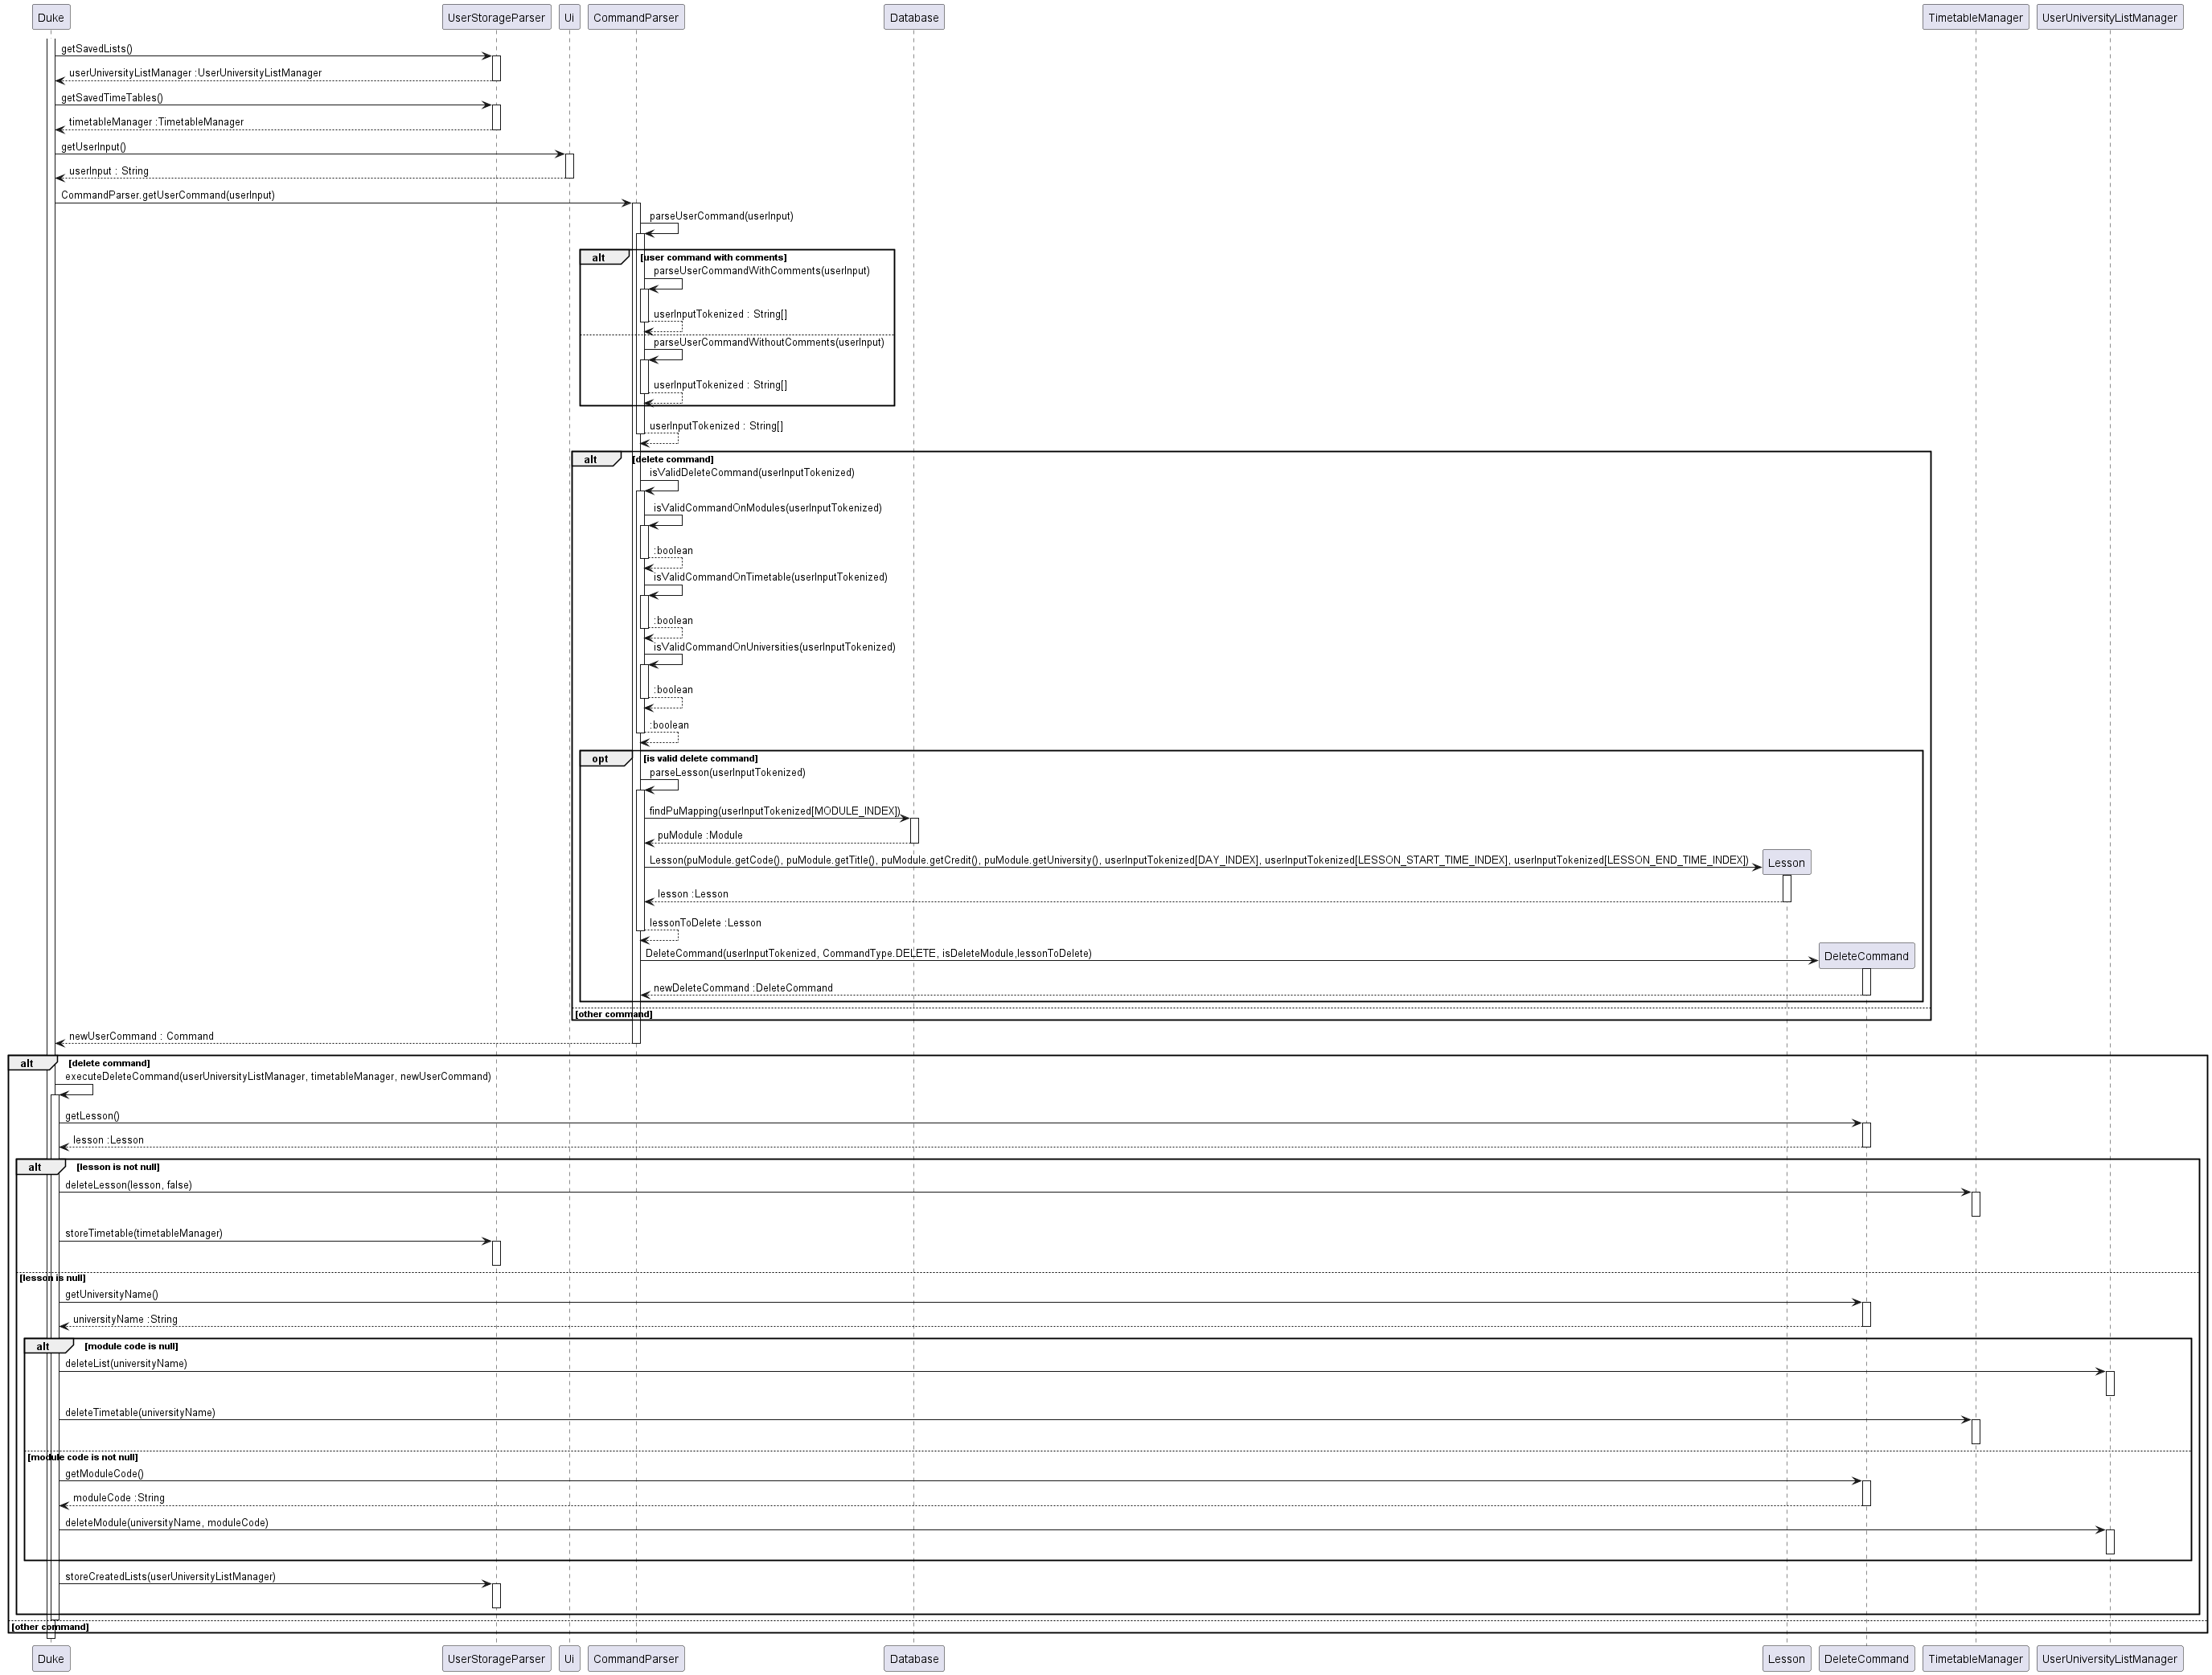 Duke
UserStorageParser
Ui
CommandParser
Database
TimetableManager
UserUniversityListManager
getSavedLists()
userUniversityListManager :UserUniversityListManager
getSavedTimeTables()
timetableManager :TimetableManager
getUserInput()
userInput : String
CommandParser.getUserCommand(userInput)
parseUserCommand(userInput)
alt
[user command with comments]
parseUserCommandWithComments(userInput)
userInputTokenized : String[]
parseUserCommandWithoutComments(userInput)
userInputTokenized : String[]
userInputTokenized : String[]
alt
[delete command]
isValidDeleteCommand(userInputTokenized)
isValidCommandOnModules(userInputTokenized)
:boolean
isValidCommandOnTimetable(userInputTokenized)
:boolean
isValidCommandOnUniversities(userInputTokenized)
:boolean
:boolean
opt
[is valid delete command]
parseLesson(userInputTokenized)
findPuMapping(userInputTokenized[MODULE_INDEX])
puModule :Module
Lesson(puModule.getCode(), puModule.getTitle(), puModule.getCredit(), puModule.getUniversity(), userInputTokenized[DAY_INDEX], userInputTokenized[LESSON_START_TIME_INDEX], userInputTokenized[LESSON_END_TIME_INDEX])
Lesson
lesson :Lesson
lessonToDelete :Lesson
DeleteCommand(userInputTokenized, CommandType.DELETE, isDeleteModule,lessonToDelete)
DeleteCommand
newDeleteCommand :DeleteCommand
[other command]
newUserCommand : Command
alt
[delete command]
executeDeleteCommand(userUniversityListManager, timetableManager, newUserCommand)
getLesson()
lesson :Lesson
alt
[lesson is not null]
deleteLesson(lesson, false)
storeTimetable(timetableManager)
[lesson is null]
getUniversityName()
universityName :String
alt
[module code is null]
deleteList(universityName)
deleteTimetable(universityName)
[module code is not null]
getModuleCode()
moduleCode :String
deleteModule(universityName, moduleCode)
storeCreatedLists(userUniversityListManager)
[other command]
Duke
UserStorageParser
Ui
CommandParser
Database
Lesson
DeleteCommand
TimetableManager
UserUniversityListManager